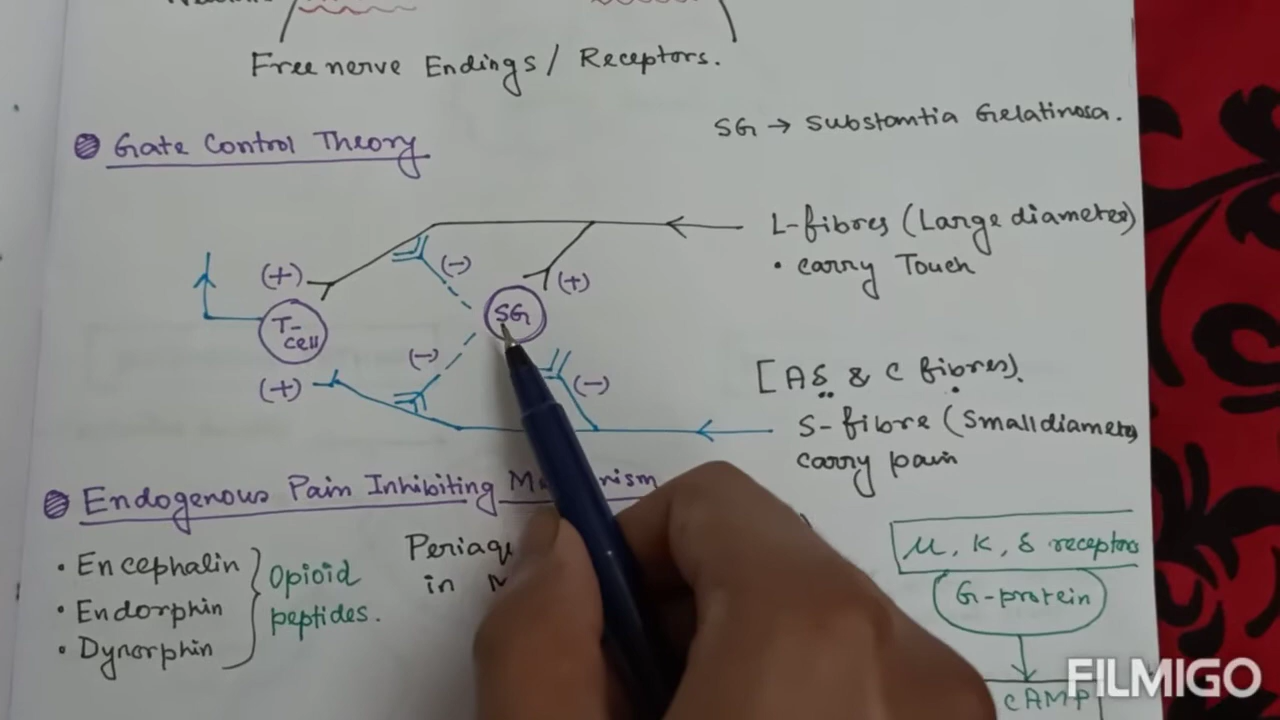 Free nerve Endings / Receptors.
SG → Substantia Gelatinosa.
Gate Control Theory
L-fibres (Large diameter)
• carry Touch
(+)
(-)
(+)
SG
T-cell
(-)
(-)
(+)
[Aδ & C fibres).
S-fibre (Small diameter
carry pain
Endogenous Pain Inhibiting
• Encephalin
• Endorphin
• Dynorphin
Opioid
peptides.
in
μ, K, δ receptors
G-protein
cAMP
FILMIGO